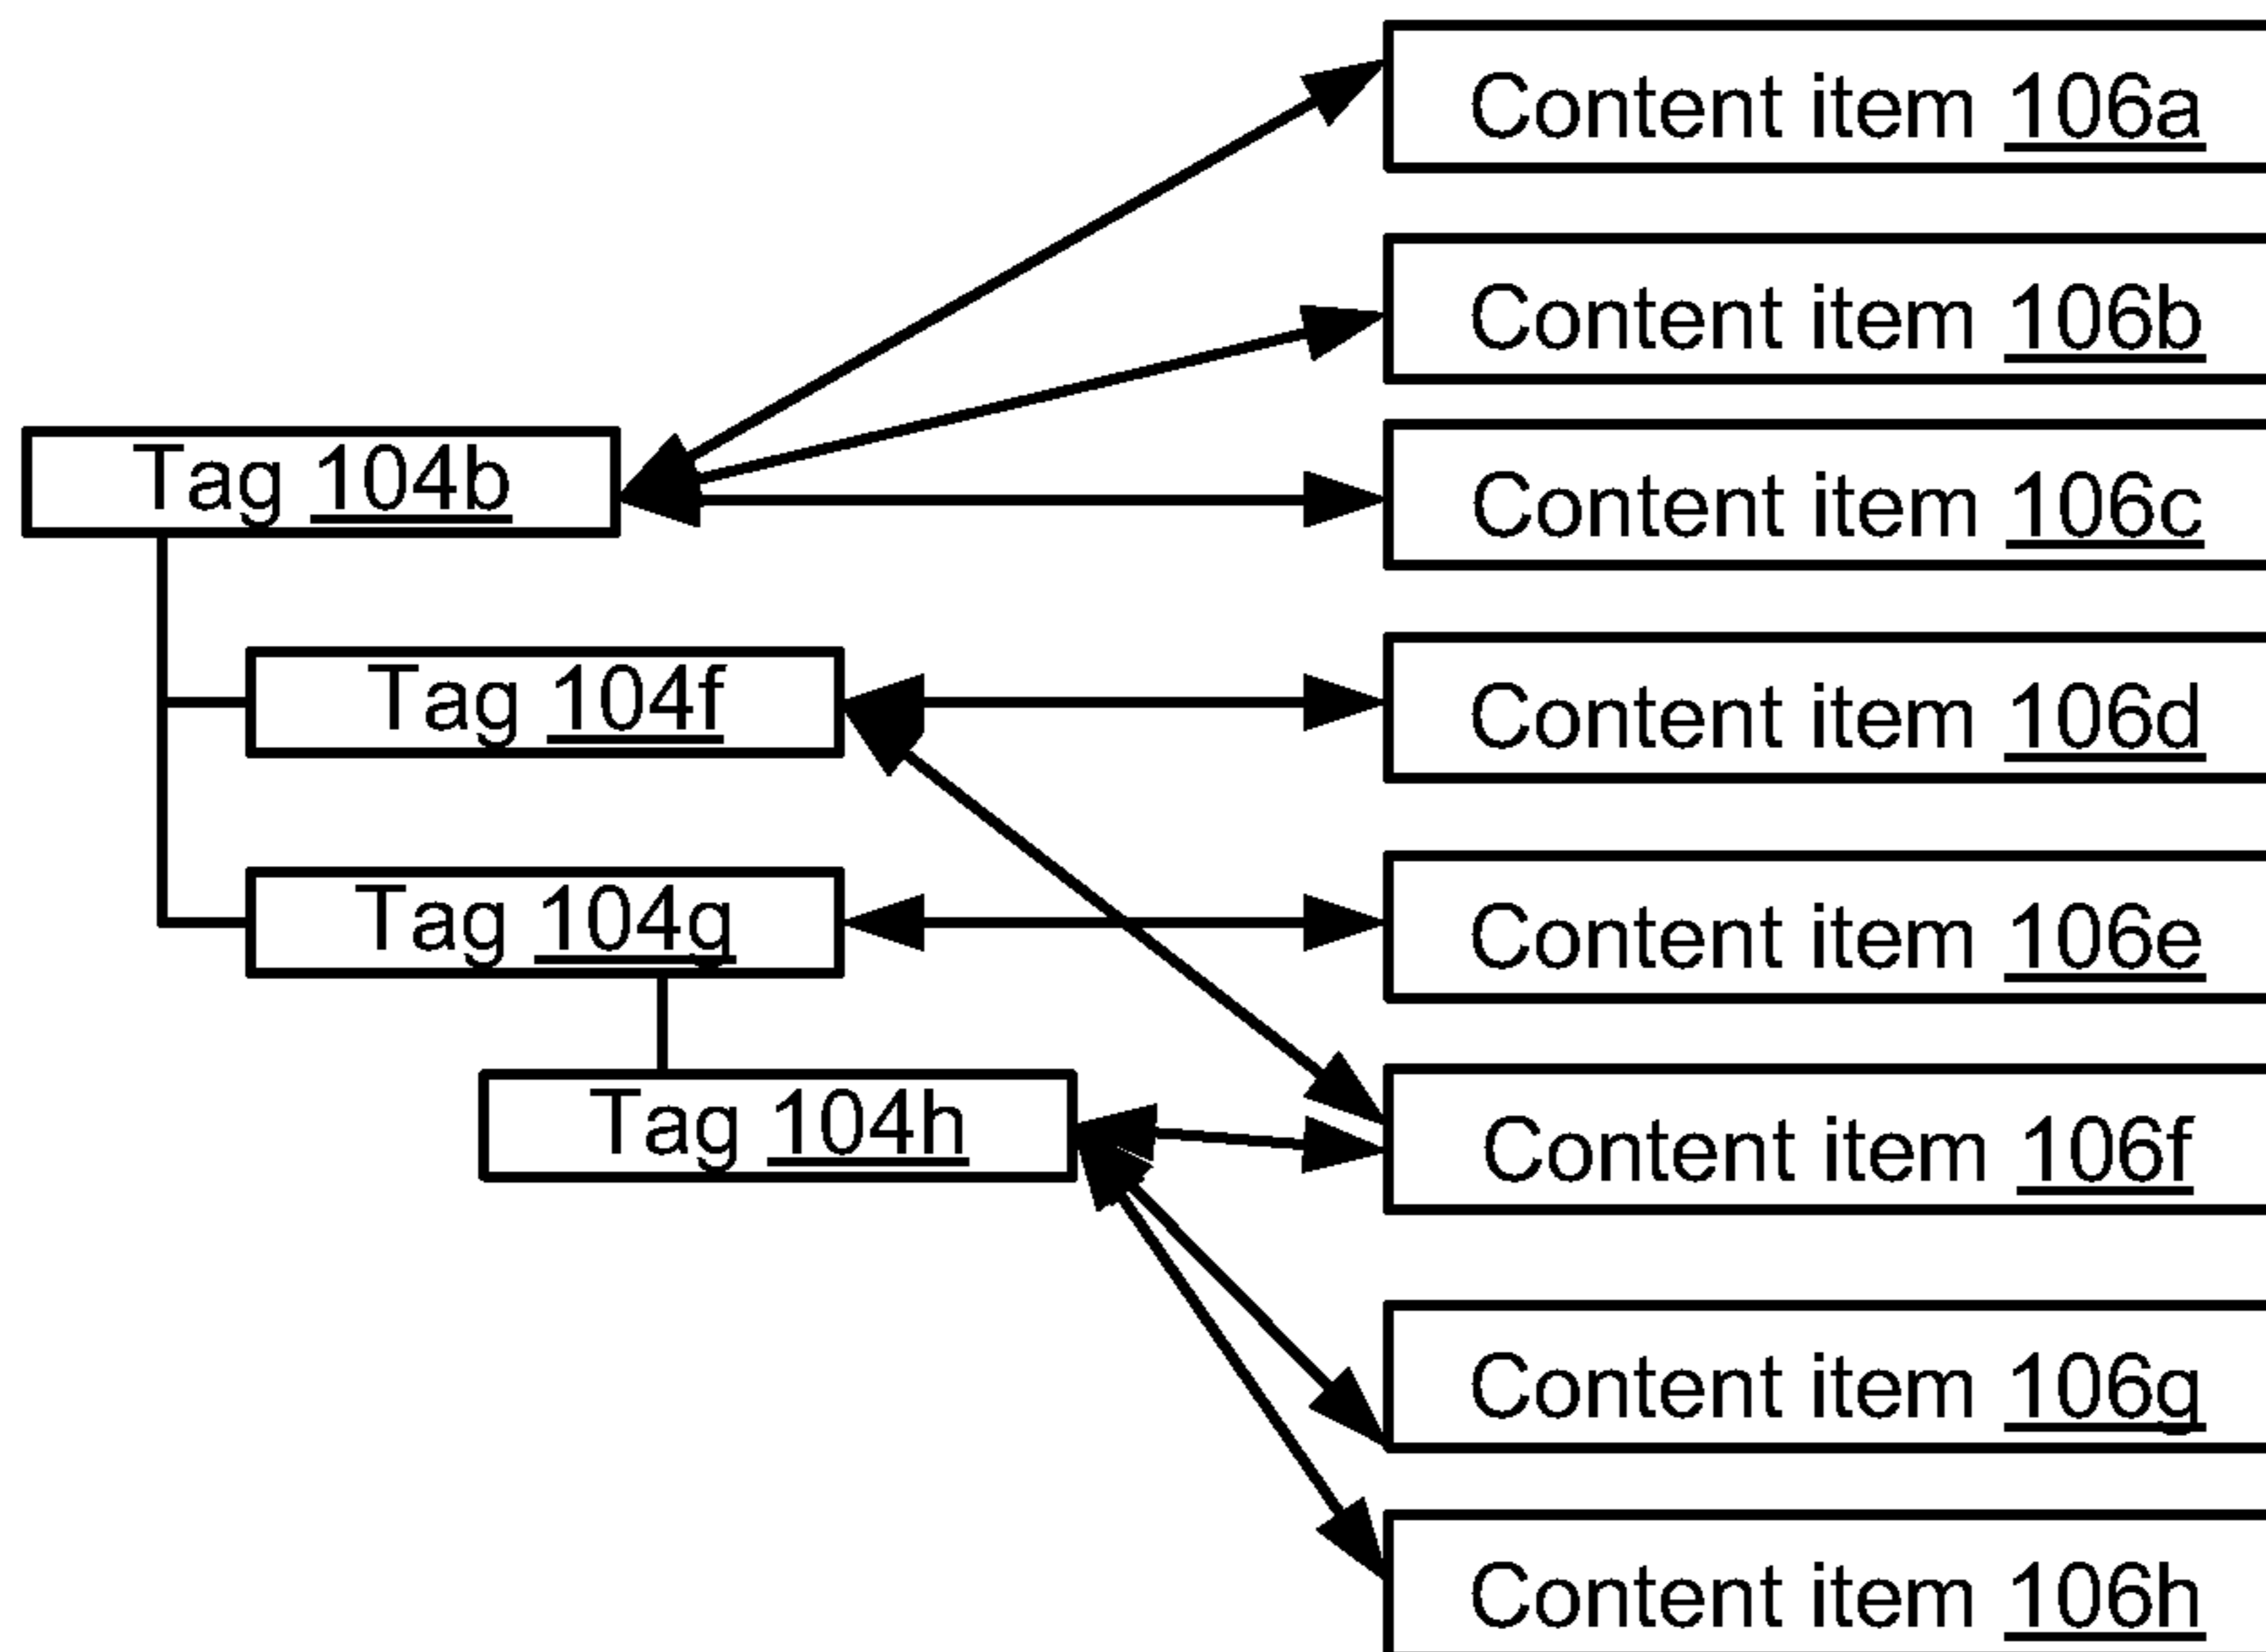 Content item 106a
Content item 106b
Tag 104b
Content item 106c
Tag 104f
Content item 106d
Tag 104g
Content item 106e
Tag 104h
Content item 106f
Content item 106g
Content item 106h